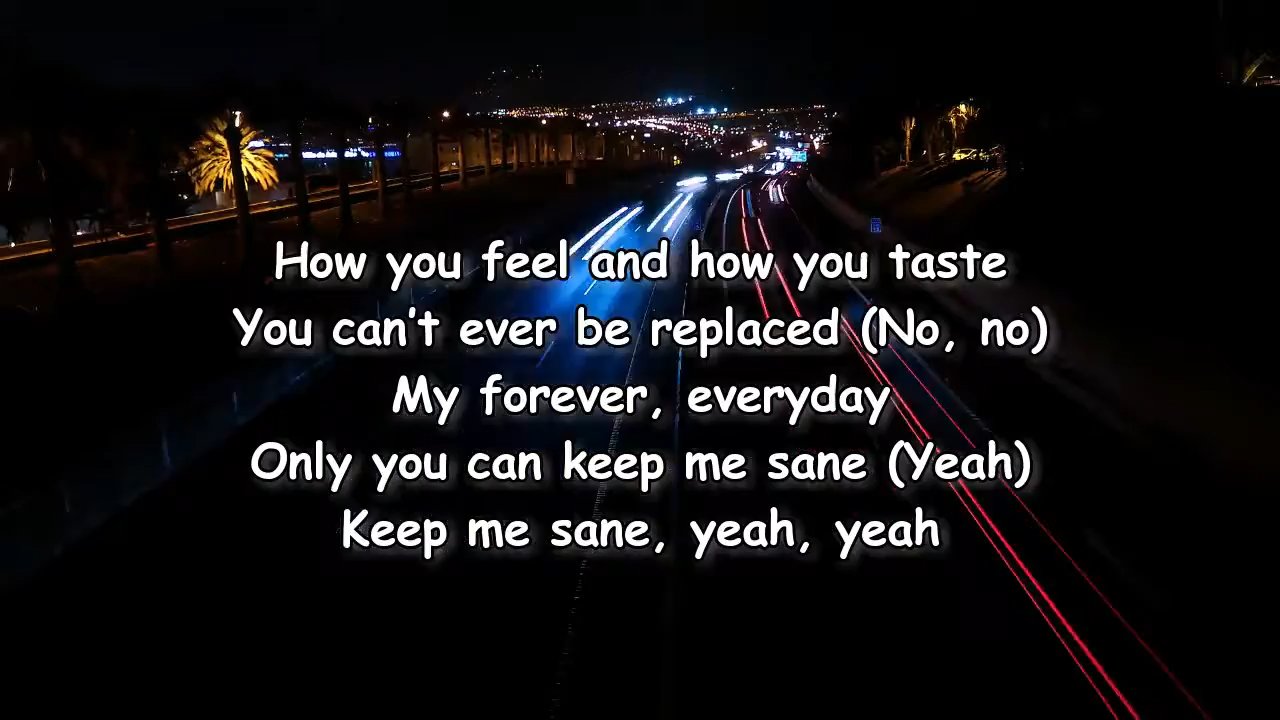 How you feel and how you taste
You can't ever be replaced (No, no)
My forever, everyday
Only you can keep me sane (Yeah)
Keep me sane, yeah, yeah